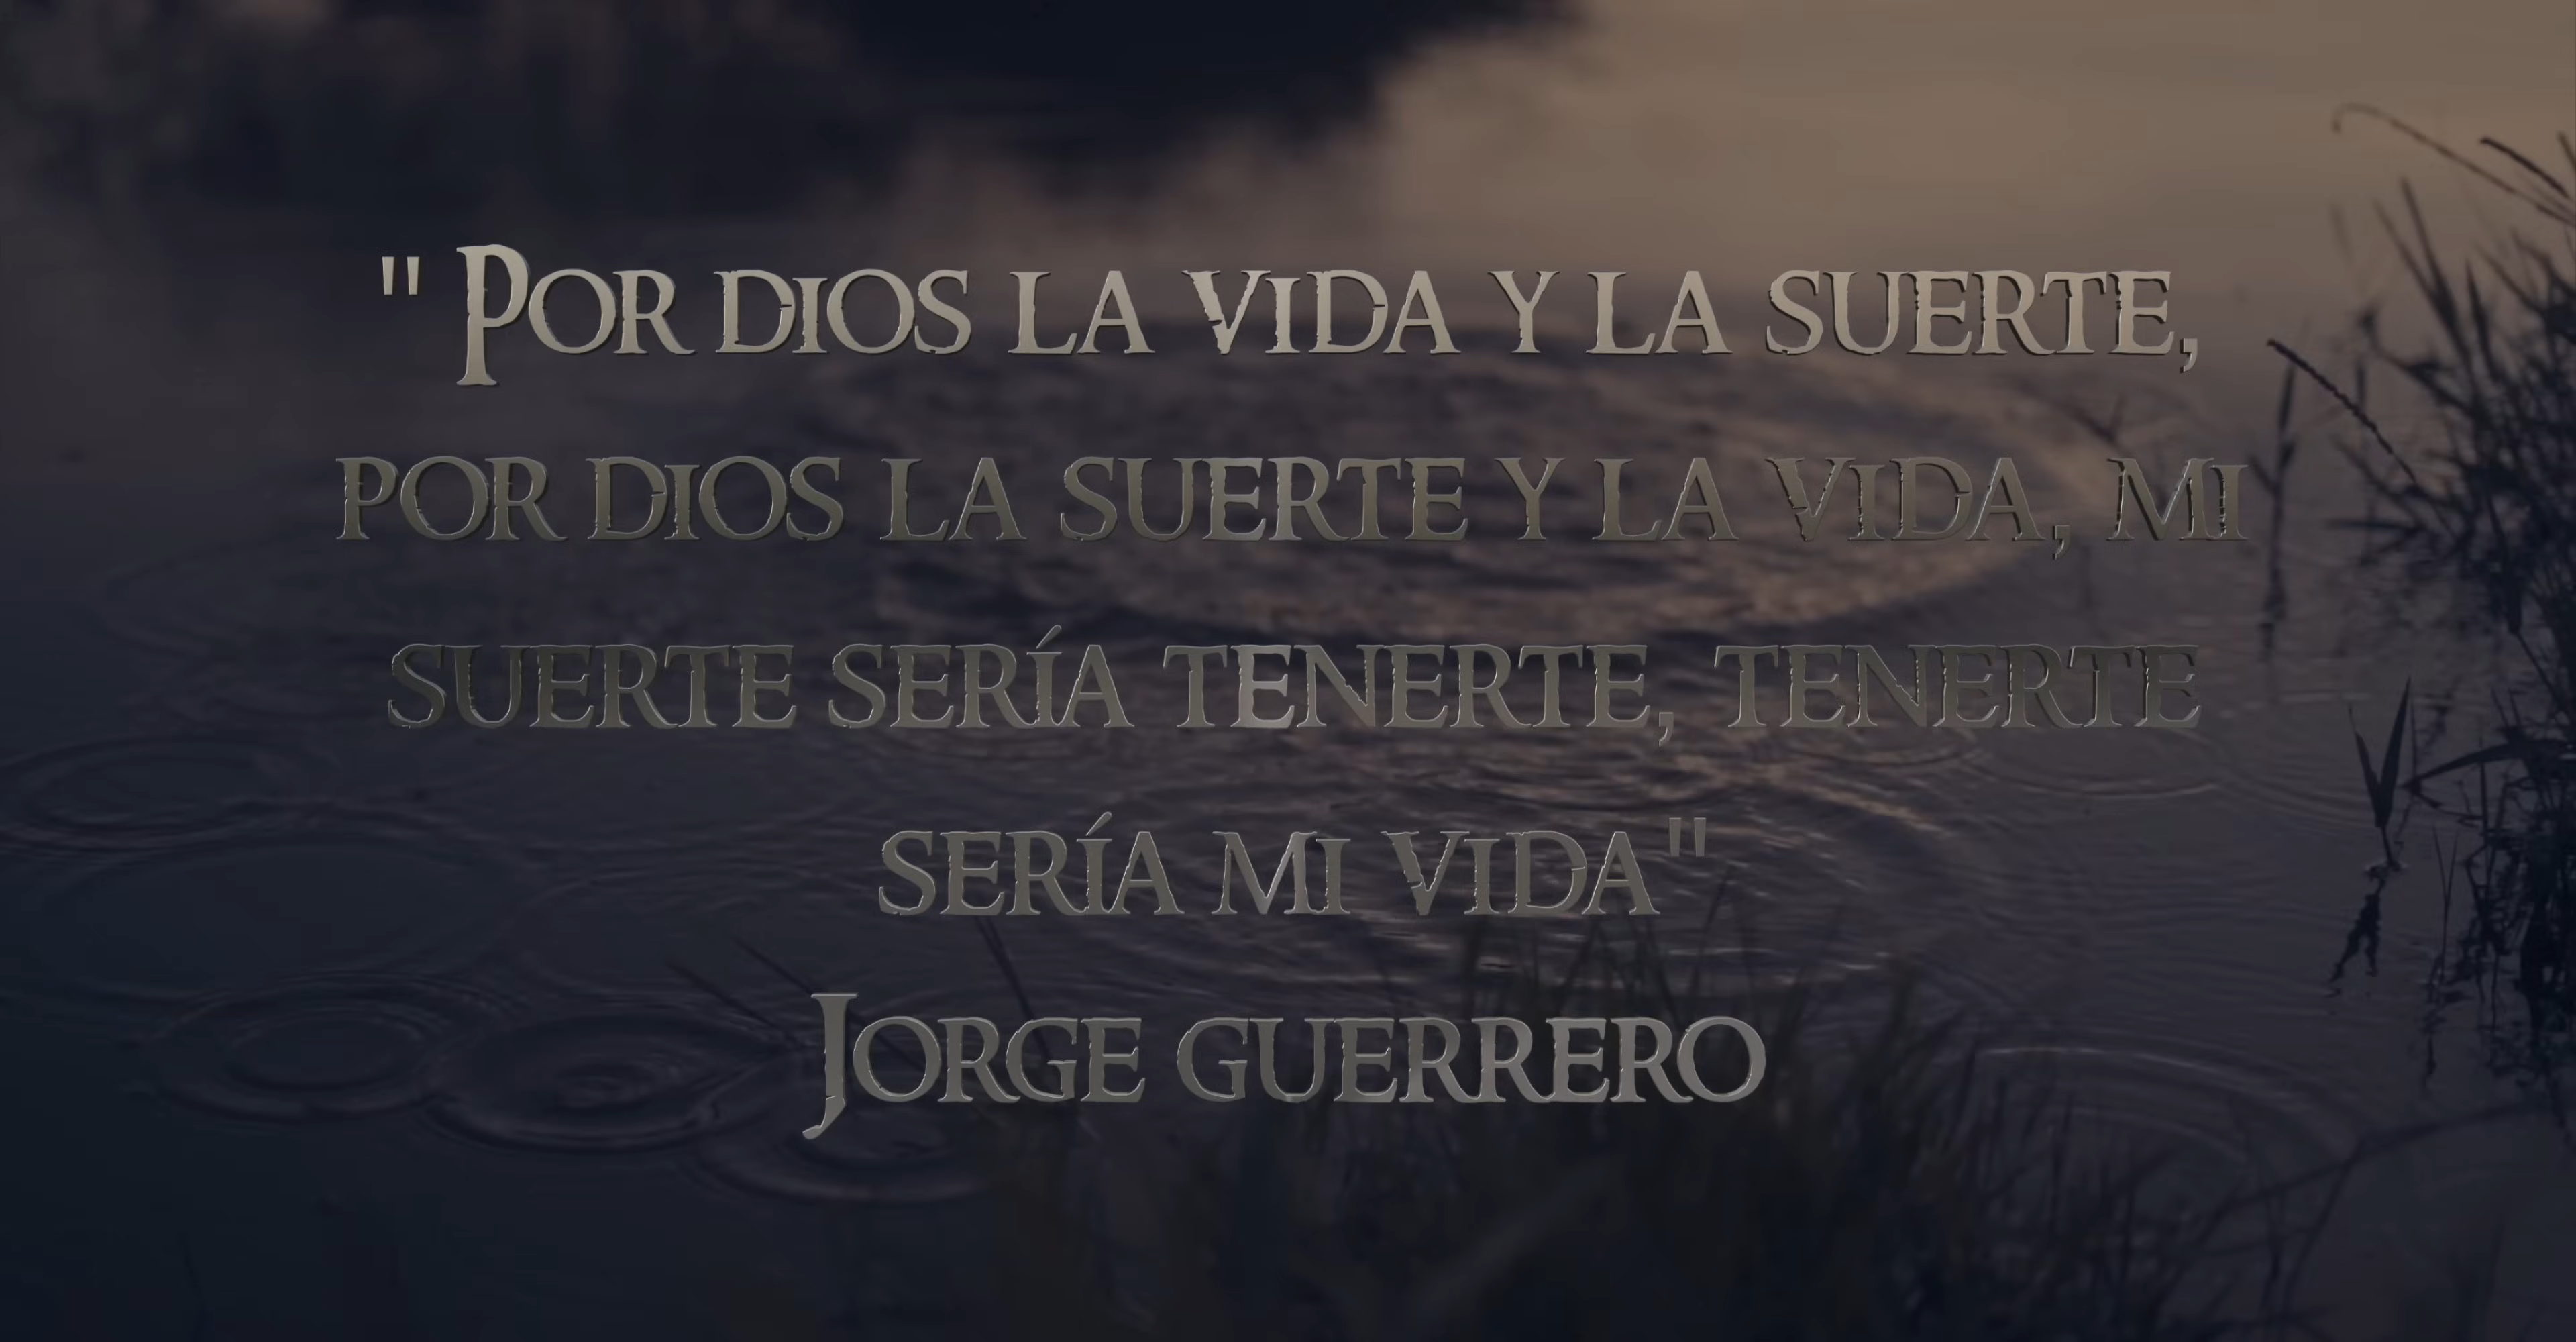 " Por dios la vida y la suerte,
por dios la suerte y la vida, mi
suerte sería tenerte, tenerte
sería mi vida"
Jorge guerrero